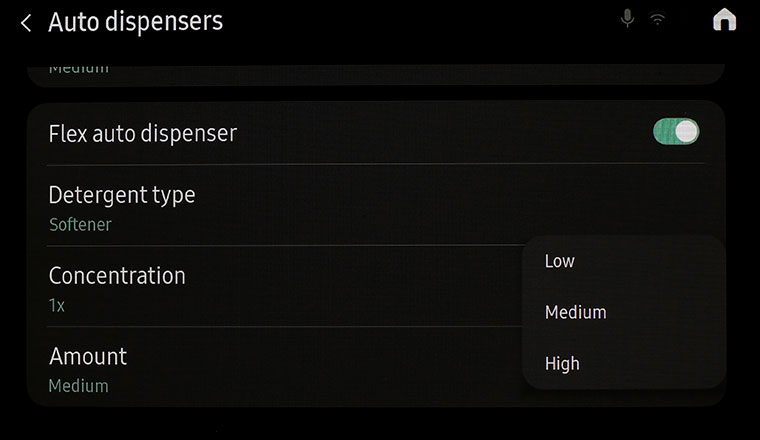 Auto dispensers
Medium
Flex auto dispenser
Detergent type
Softener
Concentration
1x
Amount
Medium
Low
Medium
High